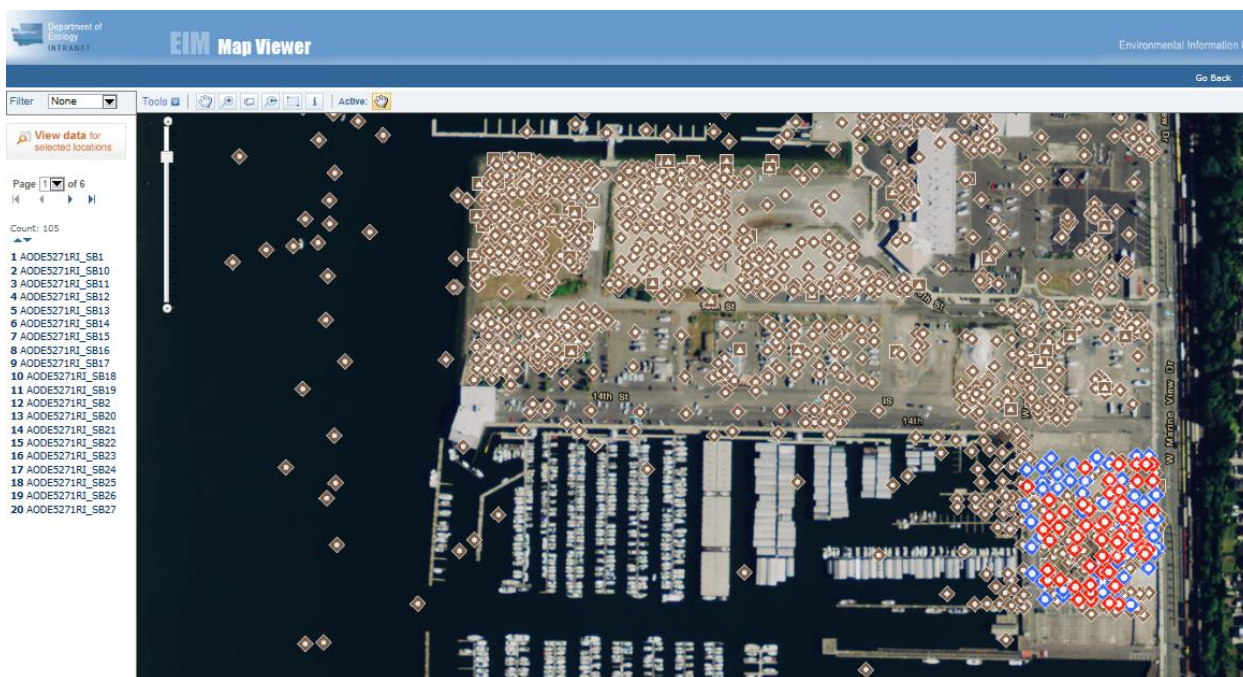 Department of
Ecology
INTRANET
EIM Map Viewer
Environmental Information
Go Back
Filter None
Tools
i
Active:
View data for
selected locations
Page 1 of 6
Count: 105
1 AODE5271RI_SB1
2 AODE5271RI_SB10
3 AODE5271RI_SB11
4 AODE5271RI_SB12
5 AODE5271RI_SB13
6 AODE5271RI_SB14
7 AODE5271RI_SB15
8 AODE5271RI_SB16
9 AODE5271RI_SB17
10 AODE5271RI_SB18
11 AODE5271RI_SB19
12 AODE5271RI_SB2
13 AODE5271RI_SB20
14 AODE5271RI_SB21
15 AODE5271RI_SB22
16 AODE5271RI_SB23
17 AODE5271RI_SB24
18 AODE5271RI_SB25
19 AODE5271RI_SB26
20 AODE5271RI_SB27
St
St
14th St
14th
W Marine View Dr